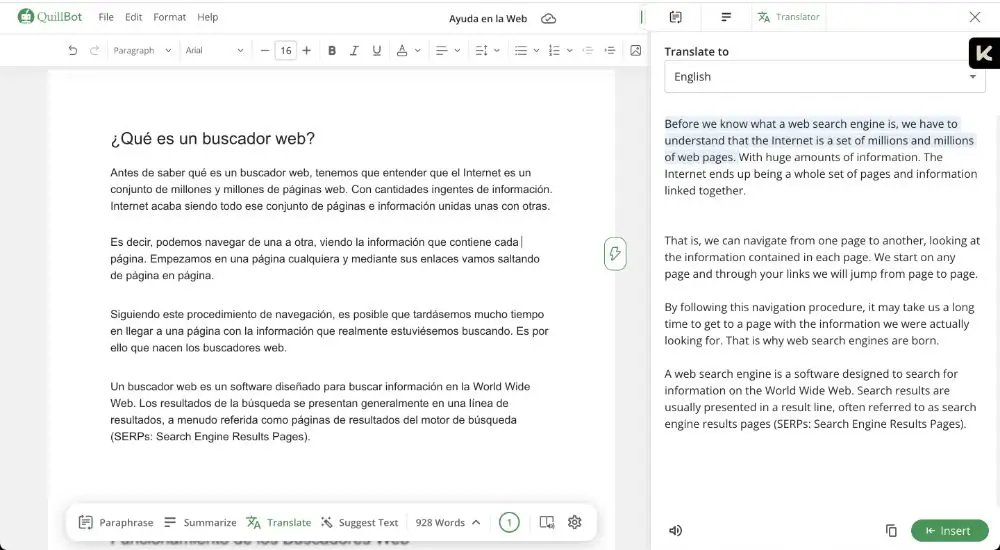 QuillBot File Edit Format Help
Ayuda en la Web
Translator
Paragraph Arial 16 B I U A
¿Qué es un buscador web?
Antes de saber qué es un buscador web, tenemos que entender que el Internet es un
conjunto de millones y millones de páginas web. Con cantidades ingentes de información.
Internet acaba siendo todo ese conjunto de páginas e información unidas unas con otras.
Es decir, podemos navegar de una a otra, viendo la información que contiene cada
página. Empezamos en una página cualquiera y mediante sus enlaces vamos saltando
de página en página.
Siguiendo este procedimiento de navegación, es posible que tardásemos mucho tiempo
en llegar a una página con la información que realmente estuviésemos buscando. Es por
ello que nacen los buscadores web.
Un buscador web es un software diseñado para buscar información en la World Wide
Web. Los resultados de la búsqueda se presentan generalmente en una línea de
resultados, a menudo referida como páginas de resultados del motor de búsqueda
(SERPs: Search Engine Results Pages).
Paraphrase Summarize Translate Suggest Text 928 Words 1
Funcionamiento de los Buscadores Web
Translate to
K
English
Before we know what a web search engine is, we have to
understand that the Internet is a set of millions and millions
of web pages. With huge amounts of information. The
Internet ends up being a whole set of pages and information
linked together.
That is, we can navigate from one page to another, looking at
the information contained in each page. We start on any
page and through your links we will jump from page to page.
By following this navigation procedure, it may take us a long
time to get to a page with the information we were actually
looking for. That is why web search engines are born.
A web search engine is a software designed to search for
information on the World Wide Web. Search results are
usually presented in a result line, often referred to as search
engine results pages (SERPs: Search Engine Results Pages).
Insert